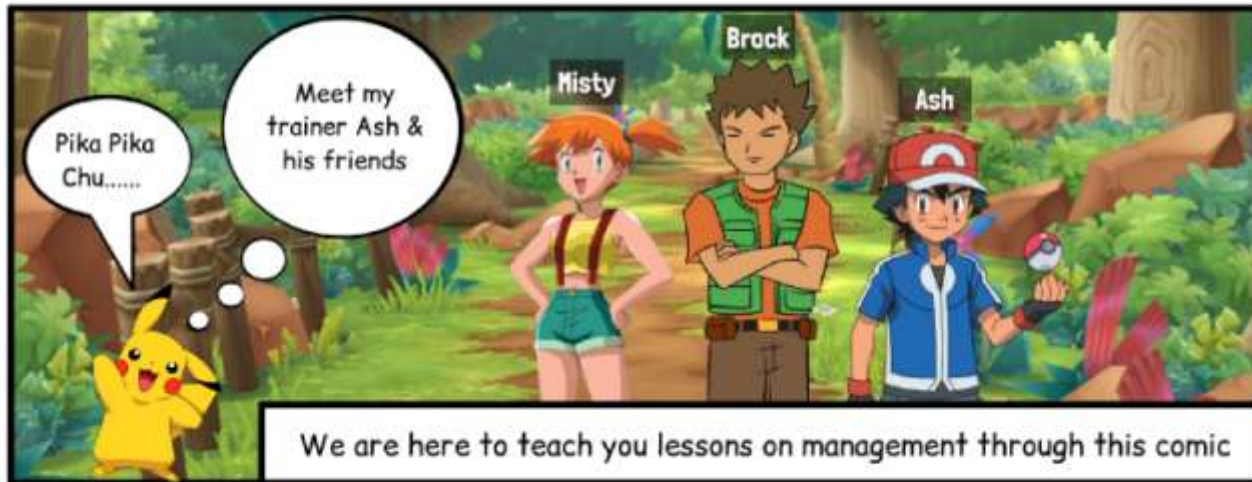 Pika Pika
Chu......
Meet my
trainer Ash &
his friends
Misty
Brock
Ash
We are here to teach you lessons on management through this comic